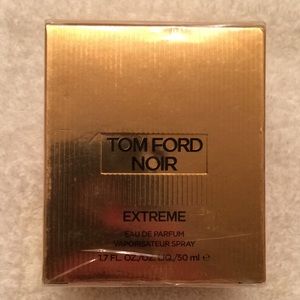 TOM FORD
NOIR
EXTREME
EAU DE PARFUM
VAPORISATEUR SPRAY
1.7 FL. OZ./OZ. LIQ./50 ml ℮